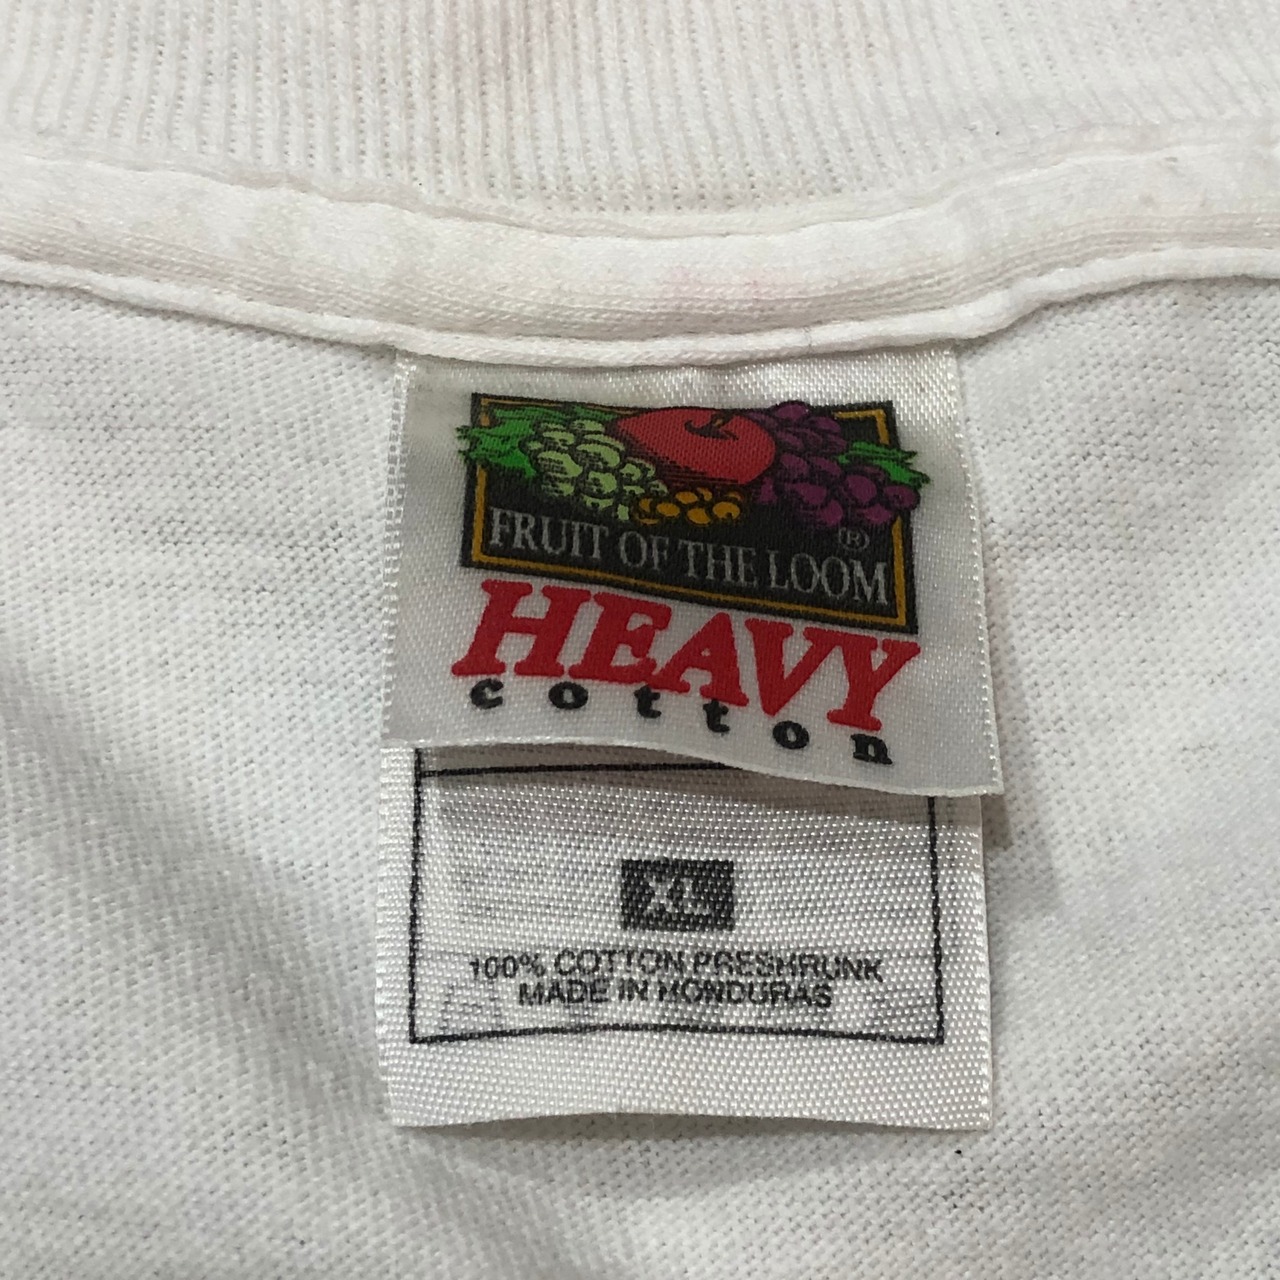 FRUIT OF THE LOOM®
HEAVY
cotton
XL
100% COTTON PRESHRUNK
MADE IN HONDURAS